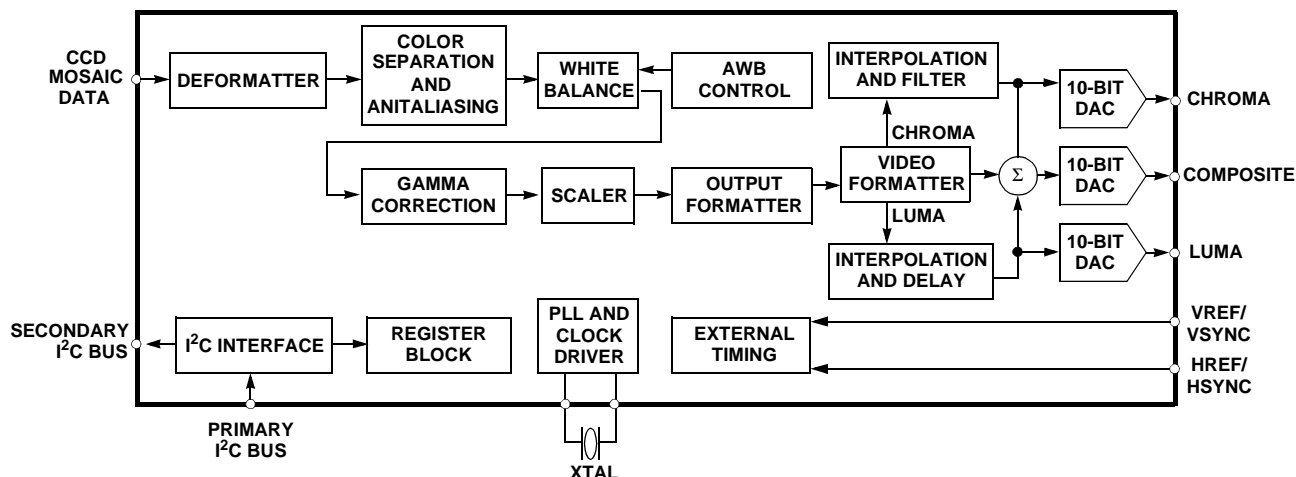 CCD
MOSAIC
DATA
DEFORMATTER
COLOR
SEPARATION
AND
ANITALIASING
WHITE
BALANCE
AWB
CONTROL
INTERPOLATION
AND FILTER
10-BIT
DAC
CHROMA
CHROMA
GAMMA
CORRECTION
SCALER
OUTPUT
FORMATTER
VIDEO
FORMATTER
Σ
10-BIT
DAC
COMPOSITE
LUMA
INTERPOLATION
AND DELAY
10-BIT
DAC
LUMA
SECONDARY
I²C BUS
I²C INTERFACE
REGISTER
BLOCK
PLL AND
CLOCK
DRIVER
EXTERNAL
TIMING
VREF/
VSYNC
HREF/
HSYNC
PRIMARY
I²C BUS
XTAL